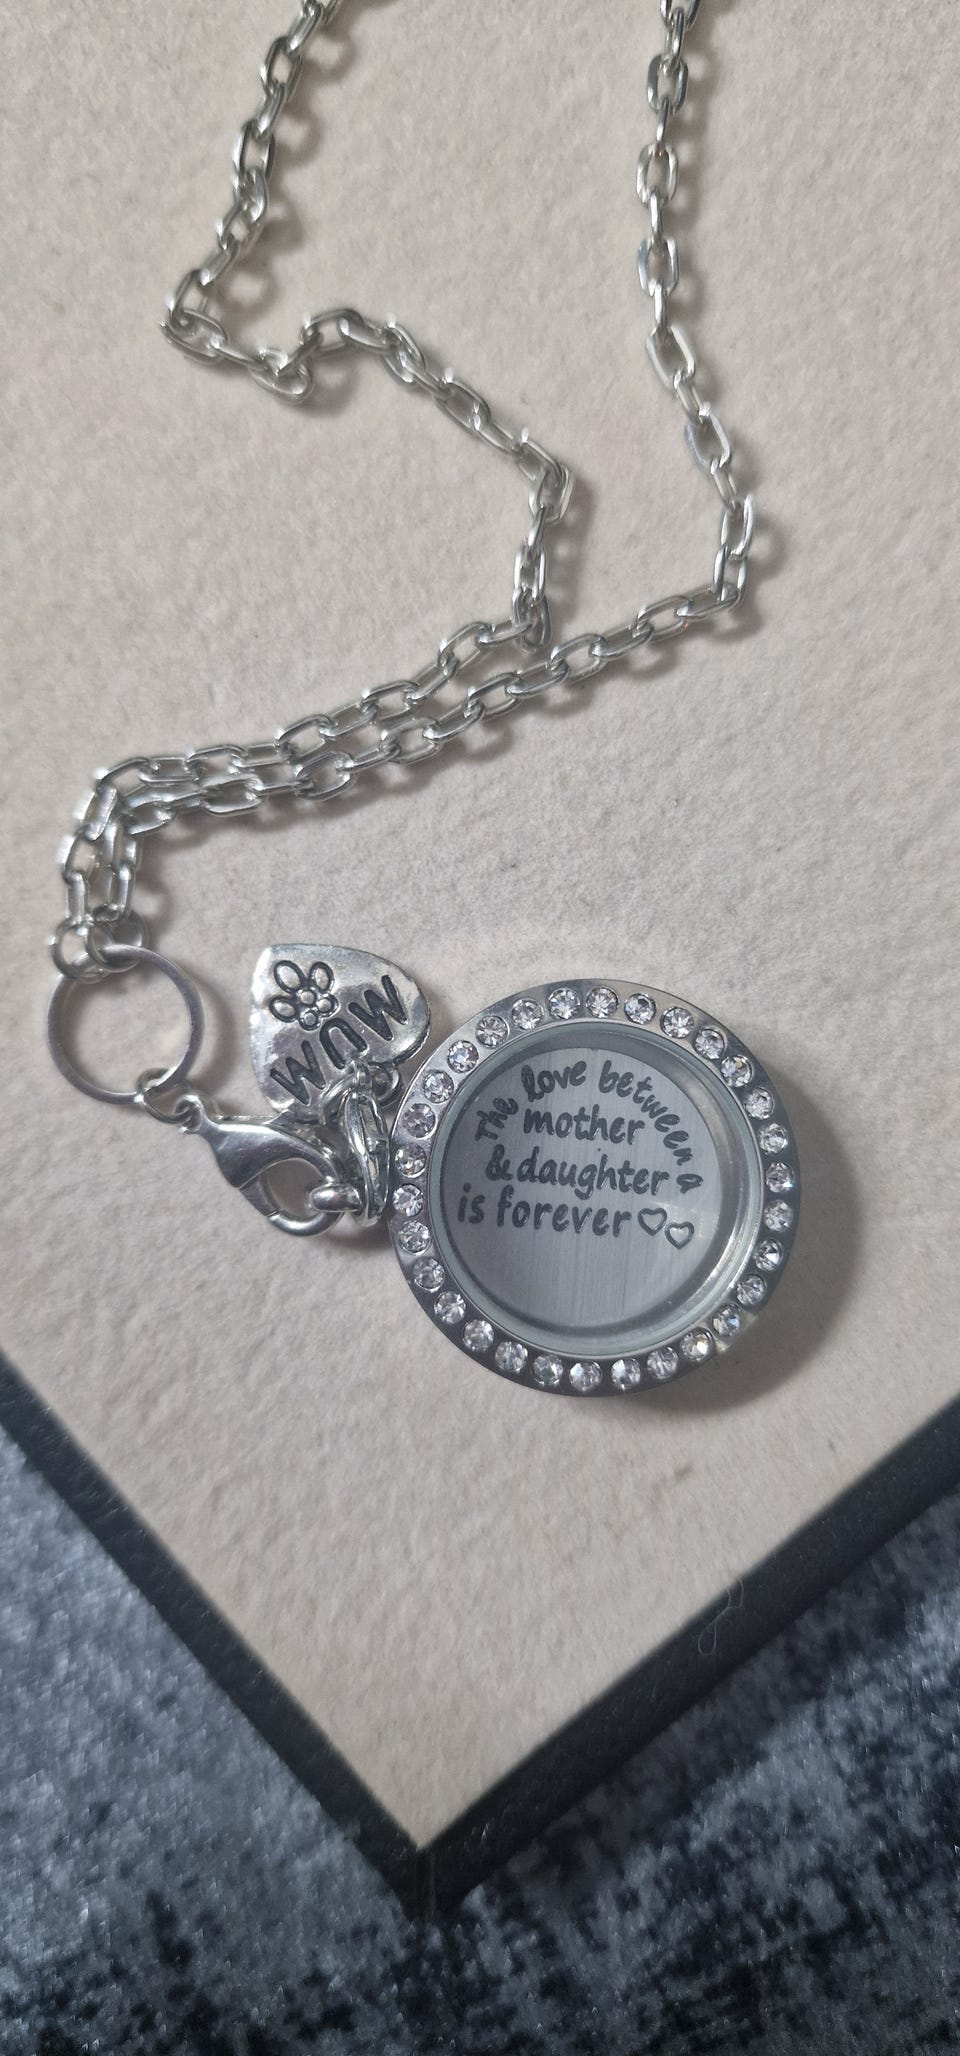 MUM
The love between a
mother
& daughter
is forever